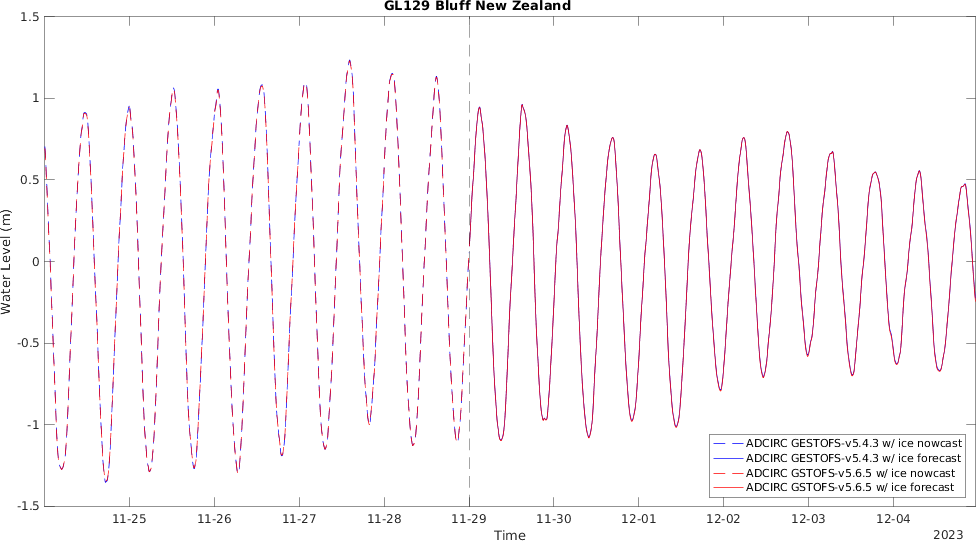 GL129 Bluff New Zealand
1.5
1
0.5
0
-0.5
-1
-1.5
Water Level (m)
ADCIRC GESTOFS-v5.4.3 w/ ice nowcast
ADCIRC GESTOFS-v5.4.3 w/ ice forecast
ADCIRC GSTOFS-v5.6.5 w/ ice nowcast
ADCIRC GSTOFS-v5.6.5 w/ ice forecast
11-25 11-26 11-27 11-28 11-29 11-30 12-01 12-02 12-03 12-04
Time
2023